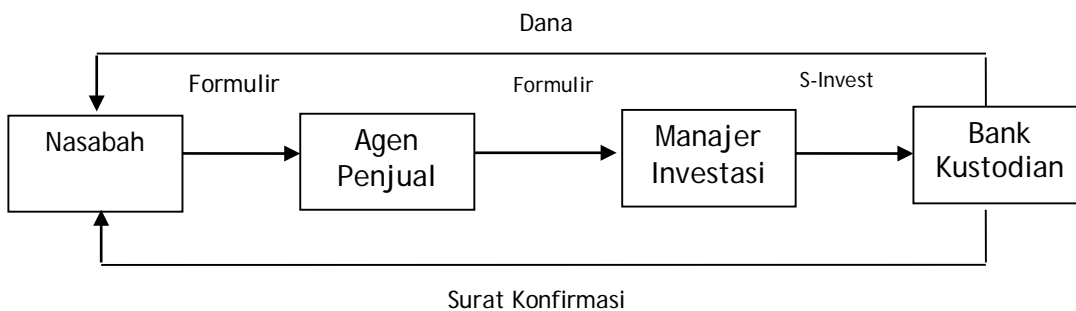 Dana
Formulir
Formulir
S-Invest
Nasabah
Agen
Penjual
Manajer
Investasi
Bank
Kustodian
Surat Konfirmasi